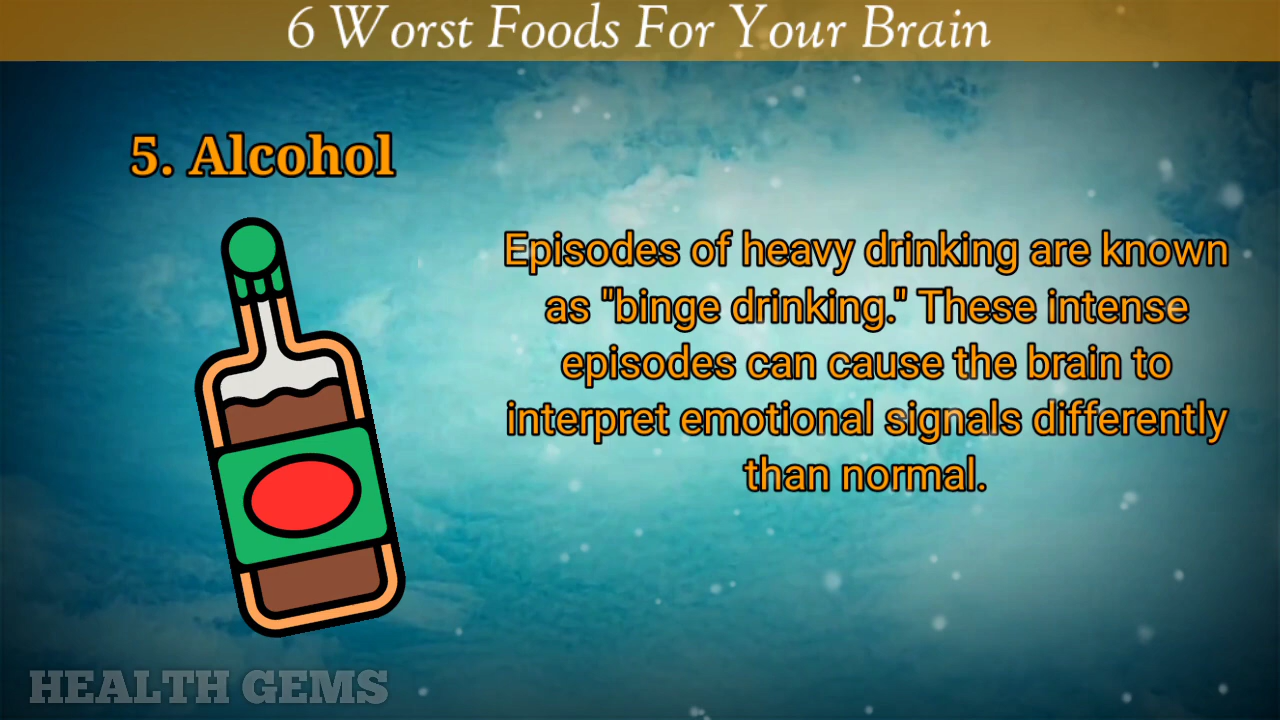 6 Worst Foods For Your Brain
5. Alcohol
Episodes of heavy drinking are known
as "binge drinking." These intense
episodes can cause the brain to
interpret emotional signals differently
than normal.
HEALTH GEMS